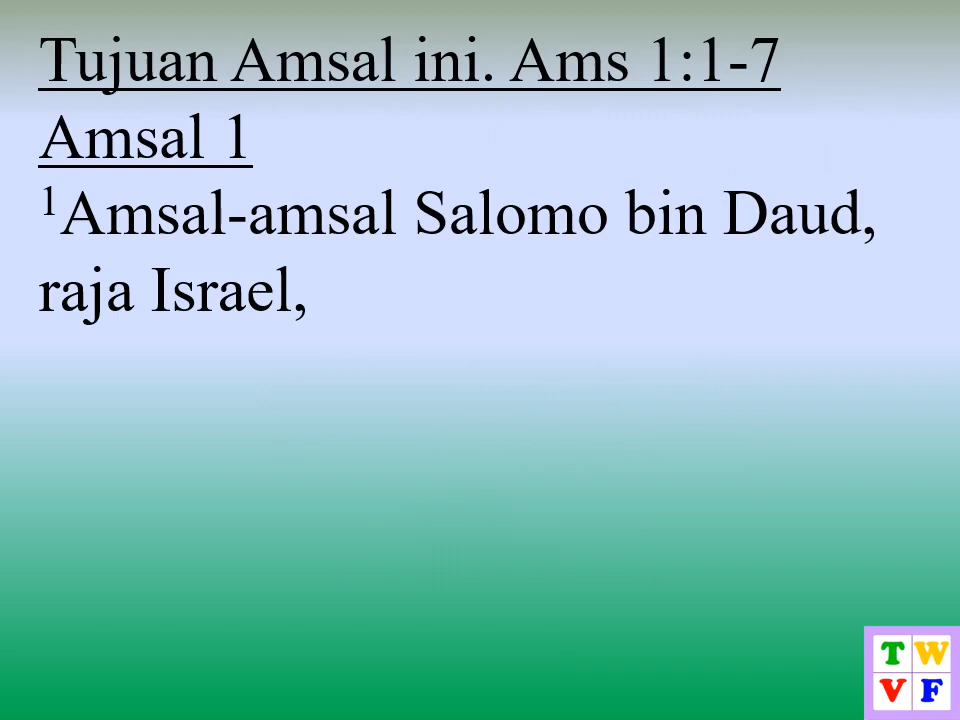 Tujuan Amsal ini. Ams 1:1-7
Amsal 1
¹Amsal-amsal Salomo bin Daud,
raja Israel,
T W
V F